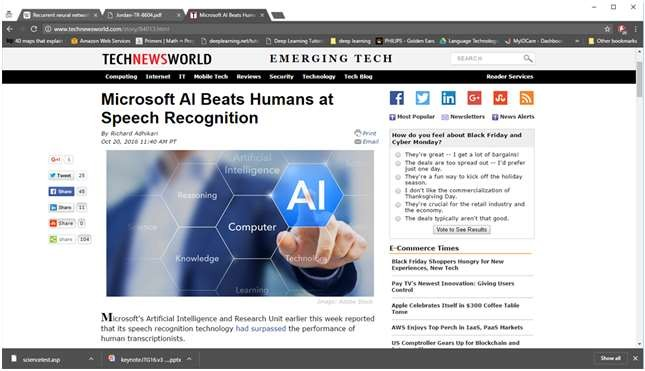 Recurrent neural networ
Jordan-TR-8604.pdf
Microsoft AI Beats Humans
www.technewsworld.com/story/84013.html
40 maps that explain
Amazon Web Services
Primers | Math ∞ Prog
deeplearning.net/tuto
Deep Learning Tutori
deep learning
PHILIPS - Golden Ears
Language Technology
MyIDCare - Dashboar
Other bookmarks
TECHNEWSWORLD
EMERGING TECH
SEARCH
Computing
Internet
IT
Mobile Tech
Reviews
Security
Technology
Tech Blog
Reader Services
Microsoft AI Beats Humans at
Speech Recognition
By Richard Adhikari
Oct 20, 2016 11:40 AM PT
Print
Email
Tweet 25
Share 45
Share 11
Share 0
Share 104
Artificial
Intelligence
Reasoning
AI
Computer
Science
Knowledge
Technology
Learning
Image: Adobe Stock
Microsoft's Artificial Intelligence and Research Unit earlier this week reported
that its speech recognition technology had surpassed the performance of
human transcriptionists.
Most Popular
Newsletters
News Alerts
How do you feel about Black Friday and
Cyber Monday?
They're great -- I get a lot of bargains!
The deals are too spread out -- I'd prefer
just one day.
They're a fun way to kick off the holiday
season.
I don't like the commercialization of
Thanksgiving Day.
They're crucial for the retail industry and
the economy.
The deals typically aren't that good.
Vote to See Results
E-Commerce Times
Black Friday Shoppers Hungry for New
Experiences, New Tech
Pay TV's Newest Innovation: Giving Users
Control
Apple Celebrates Itself in $300 Coffee Table
Tome
AWS Enjoys Top Perch in IaaS, PaaS Markets
US Comptroller Gears Up for Blockchain and
sciencetest.asp
keynoteJTG16.v3 ....pptx
Show all